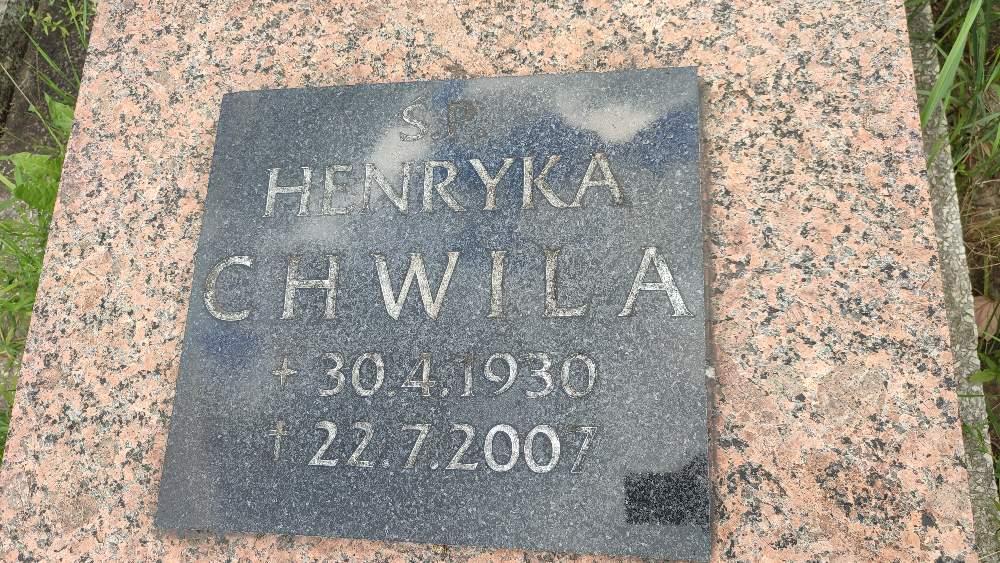 Ś.P.
HENRYKA
CHWILA
+ 30.4.1930
† 22.7.2007